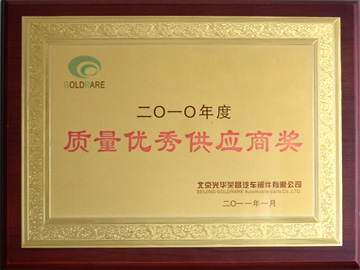 GOLDRARE
二〇一〇年度
质量优秀供应商奖
北京光华荣昌汽车部件有限公司
BEIJING GOLDRARE Automobile Parts Co.,LTD.
二〇一一年一月